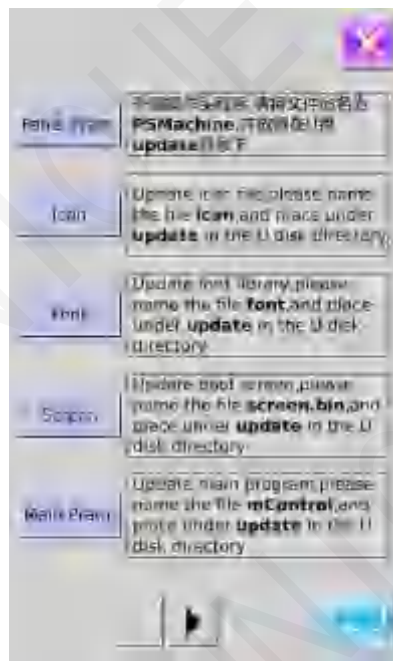 PSMachine
update
Icon
Update icon file,please name
the file icon,and place under
update in the U disk directory
Font
Update font library,please
name the file font,and place
under update in the U disk
directory
Screen
Update boot screen,please
name the file screen.bin,and
place under update in the U
disk directory
Main Pram
Update main program,please
name the file mControl,and
place under update in the U
disk directory